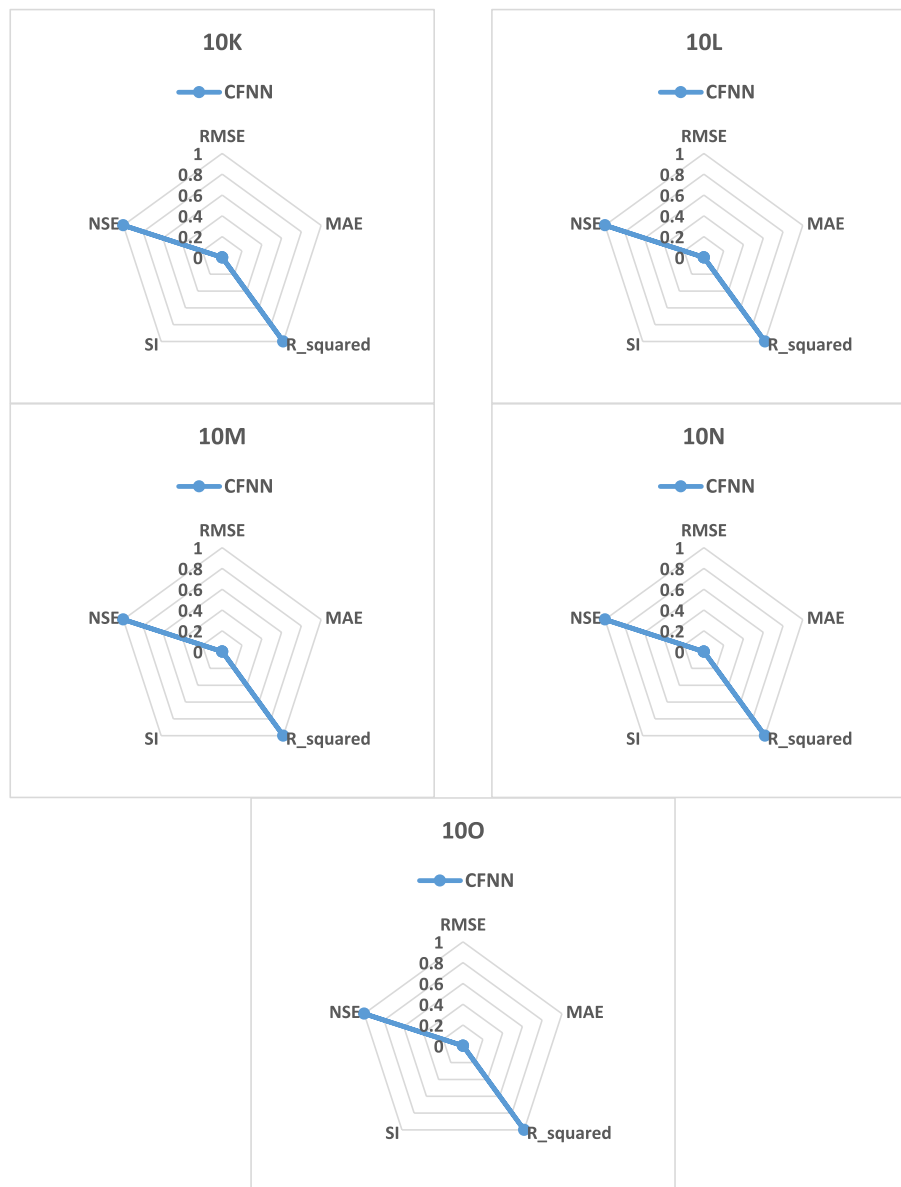 10K
CFNN
RMSE
1
0.8
0.6
0.4
0.2
0
NSE
MAE
SI
R_squared
10L
CFNN
RMSE
1
0.8
0.6
0.4
0.2
0
NSE
MAE
SI
R_squared
10M
CFNN
RMSE
1
0.8
0.6
0.4
0.2
0
NSE
MAE
SI
R_squared
10N
CFNN
RMSE
1
0.8
0.6
0.4
0.2
0
NSE
MAE
SI
R_squared
10O
CFNN
RMSE
1
0.8
0.6
0.4
0.2
0
NSE
MAE
SI
R_squared